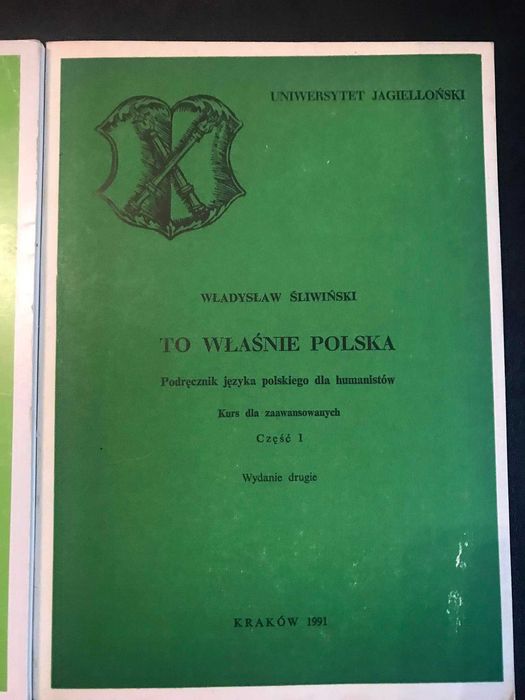 UNIWERSYTET JAGIELLOŃSKI
WŁADYSŁAW ŚLIWIŃSKI
TO WŁAŚNIE POLSKA
Podręcznik języka polskiego dla humanistów
Kurs dla zaawansowanych
Część 1
Wydanie drugie
KRAKÓW 1991